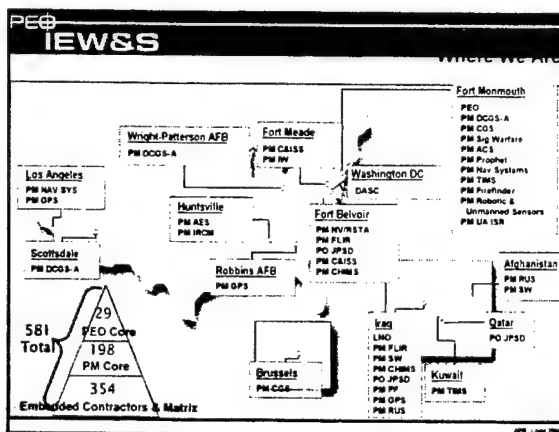 PEO
IEW&S
Where We Are
Fort Monmouth
PEO
PM DCGS-A
PM CGS
PM Sig Warfare
PM ACS
PM Prophet
PM Nav Systems
PM TIMS
PM Firefinder
PM Robotic &
Unmanned Sensors
PM UA ISR
Wright-Patterson AFB
PM DCGS-A
Fort Meade
PM CAISS
PM IW
Washington DC
DASC
Los Angeles
PM NAV SYS
PM GPS
Huntsville
PM AES
PM IRCM
Fort Belvoir
PM NV/RSTA
PM FLIR
PO JPSD
PM CAISS
PM CHIMS
Scottsdale
PM DCGS-A
Robbins AFB
PM GPS
Afghanistan
PM RUS
PM SW
581
Total
29
PEO Core
198
PM Core
354
Embedded Contractors & Matrix
Brussels
PM CGS
Iraq
LNO
PM FLIR
PM SW
PM CHIMS
PO JPSD
PM PF
PM GPS
PM RUS
Qatar
PO JPSD
Kuwait
PM TIMS